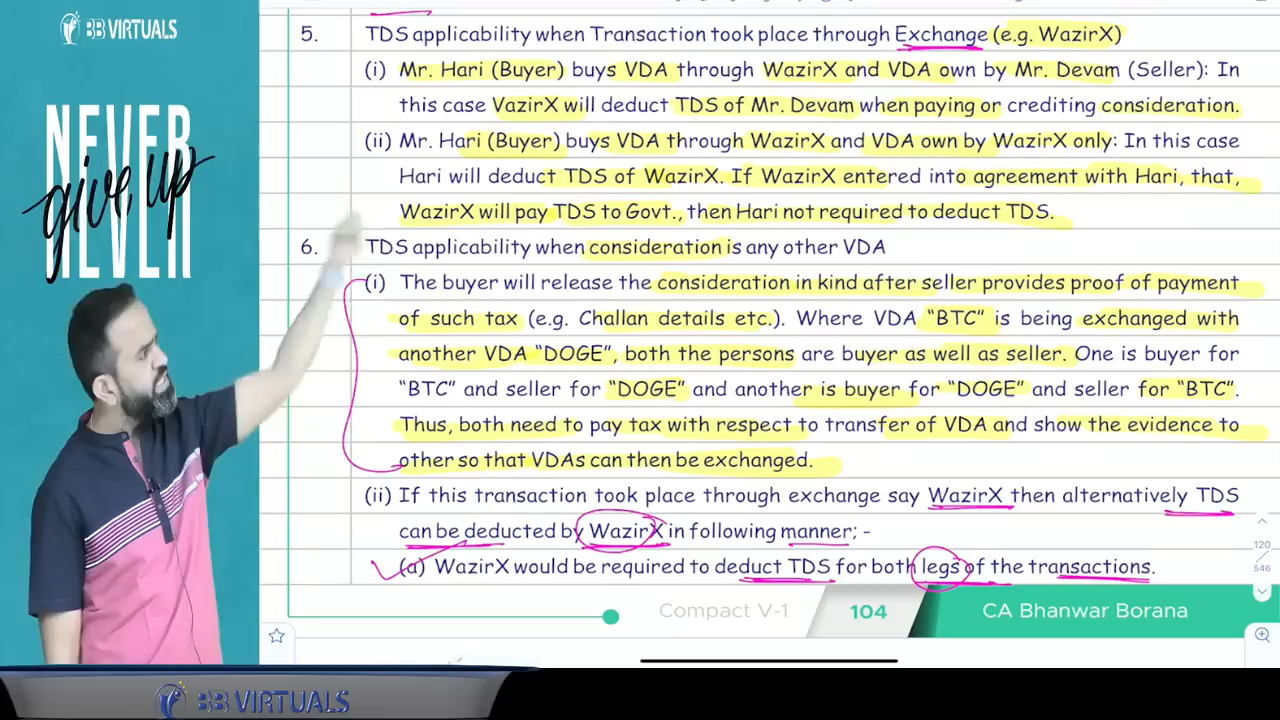 BB VIRTUALS
NEVER
give up
NEVER
5. TDS applicability when Transaction took place through Exchange (e.g. WazirX)
(i) Mr. Hari (Buyer) buys VDA through WazirX and VDA own by Mr. Devam (Seller): In
this case VazirX will deduct TDS of Mr. Devam when paying or crediting consideration.
(ii) Mr. Hari (Buyer) buys VDA through WazirX and VDA own by WazirX only: In this case
Hari will deduct TDS of WazirX. If WazirX entered into agreement with Hari, that,
WazirX will pay TDS to Govt., then Hari not required to deduct TDS.
6. TDS applicability when consideration is any other VDA
(i) The buyer will release the consideration in kind after seller provides proof of payment
of such tax (e.g. Challan details etc.). Where VDA “BTC” is being exchanged with
another VDA “DOGE”, both the persons are buyer as well as seller. One is buyer for
“BTC” and seller for “DOGE” and another is buyer for “DOGE” and seller for “BTC”.
Thus, both need to pay tax with respect to transfer of VDA and show the evidence to
other so that VDAs can then be exchanged.
(ii) If this transaction took place through exchange say WazirX then alternatively TDS
can be deducted by WazirX in following manner; -
(a) WazirX would be required to deduct TDS for both legs of the transactions.
120
546
Compact V-1 104 CA Bhanwar Borana
BB VIRTUALS